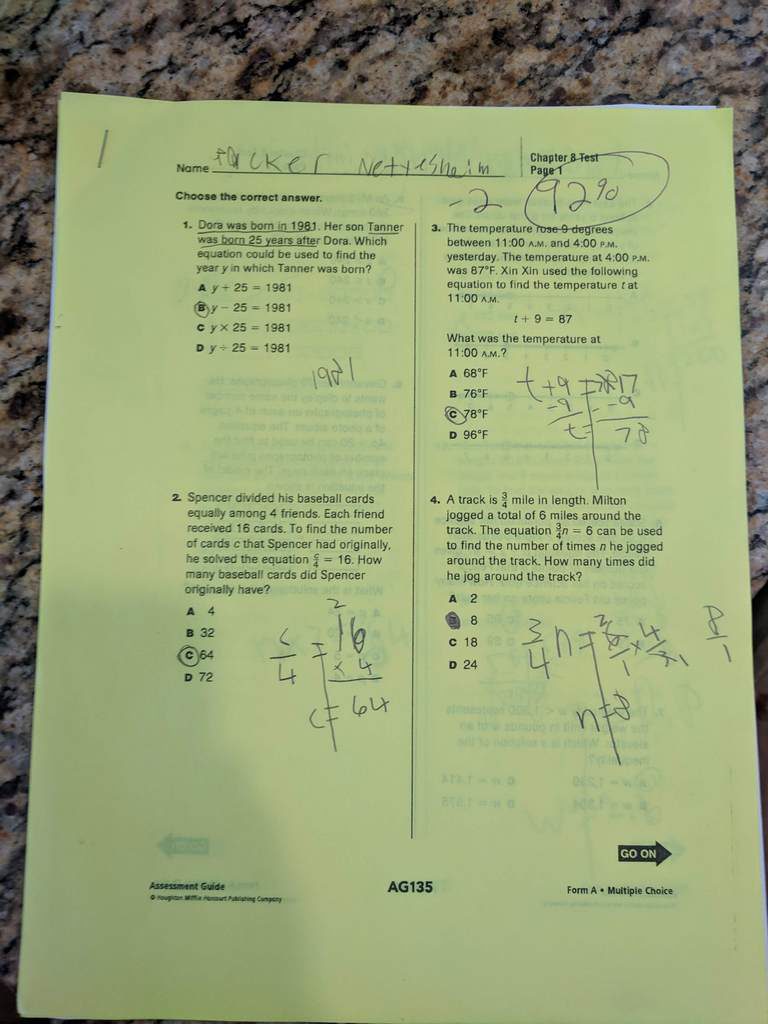 1
Name Tucker Nettesheim
Chapter 8 Test
Page 1
-2 92%
Choose the correct answer.
1. Dora was born in 1981. Her son Tanner
was born 25 years after Dora. Which
equation could be used to find the
year y in which Tanner was born?
A y + 25 = 1981
B y − 25 = 1981
C y × 25 = 1981
D y ÷ 25 = 1981
1981
2. Spencer divided his baseball cards
equally among 4 friends. Each friend
received 16 cards. To find the number
of cards c that Spencer had originally,
he solved the equation c/4 = 16. How
many baseball cards did Spencer
originally have?
A 4
B 32
C 64
D 72
2
c/4 = 16
× 4
c = 64
3. The temperature rose 9 degrees
between 11:00 A.M. and 4:00 P.M.
yesterday. The temperature at 4:00 P.M.
was 87°F. Xin Xin used the following
equation to find the temperature t at
11:00 A.M.
t + 9 = 87
What was the temperature at
11:00 A.M.?
A 68°F
B 76°F
C 78°F
D 96°F
t + 9 =
-9 -9
t = 78
4. A track is 3/4 mile in length. Milton
jogged a total of 6 miles around the
track. The equation 3/4n = 6 can be used
to find the number of times n he jogged
around the track. How many times did
he jog around the track?
A 2
8
C 18
D 24
2
3/4 n = 6/1 × 4/3 1 8/1
n = 8
GO ON
Assessment Guide
© Houghton Mifflin Harcourt Publishing Company
AG135
Form A • Multiple Choice